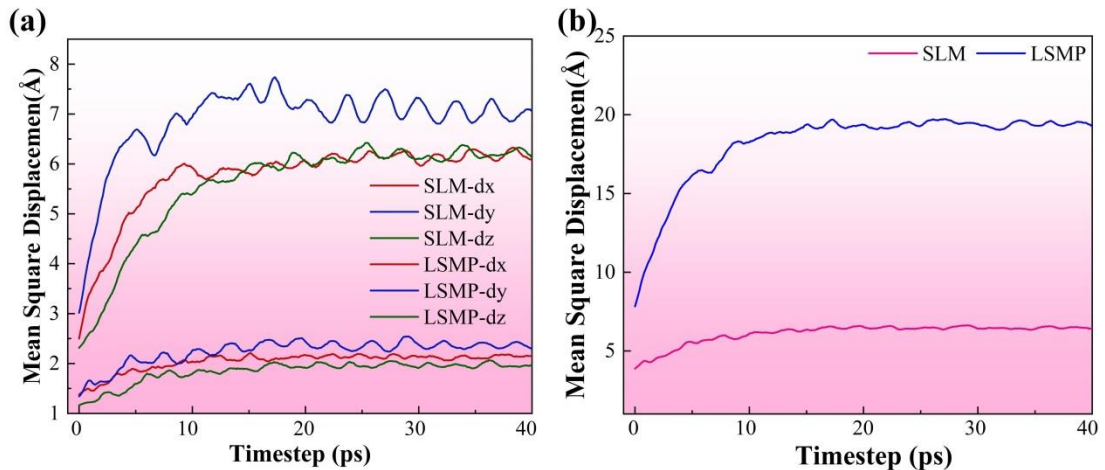 (a)
Mean Square Displacemen(Å)
8
7
6
5
4
3
2
1
SLM-dx
SLM-dy
SLM-dz
LSMP-dx
LSMP-dy
LSMP-dz
0 10 20 30 40
Timestep (ps)
(b)
Mean Square Displacemen(Å)
25
20
15
10
5
SLM LSMP
0 10 20 30 40
Timestep (ps)